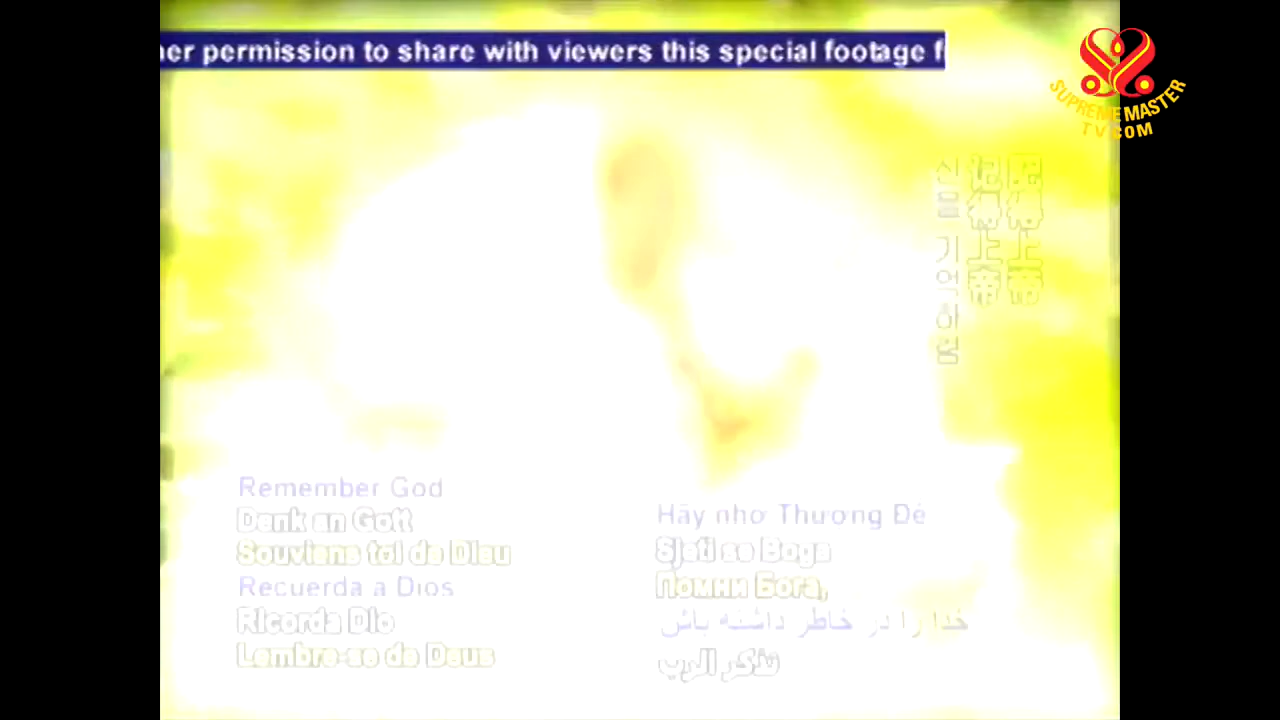 her permission to share with viewers this special footage f
SUPREME MASTER
TV.COM
记得上帝
記得上帝
신을 기억하십
Remember God
Denk an Gott
Souviens toi de Dieu
Recuerda a Dios
Ricorda Dio
Lembre-se de Deus
Hãy nhớ Thượng Đế
Sjeti se Boga
Помни Бога,
خدا را در خاطر داشته باش
تذكر الرب